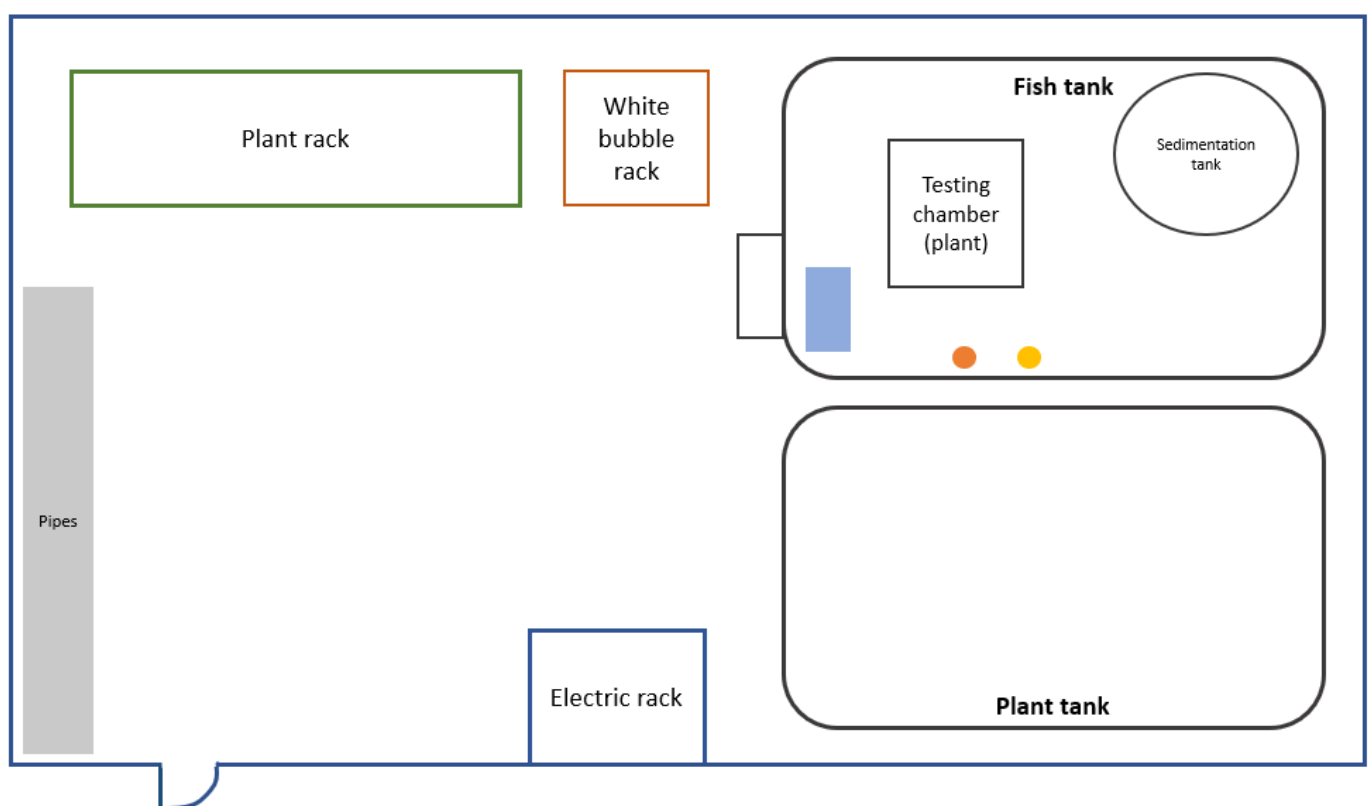 Plant rack
White
bubble
rack
Fish tank
Sedimentation
tank
Testing
chamber
(plant)
Pipes
Electric rack
Plant tank